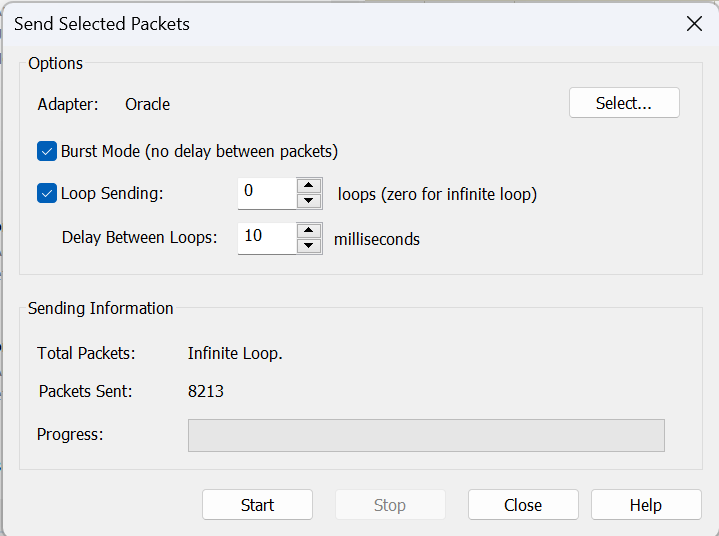 Send Selected Packets
Options
Adapter: Oracle Select...
Burst Mode (no delay between packets)
Loop Sending: 0 loops (zero for infinite loop)
Delay Between Loops: 10 milliseconds
Sending Information
Total Packets: Infinite Loop.
Packets Sent: 8213
Progress:
Start Stop Close Help